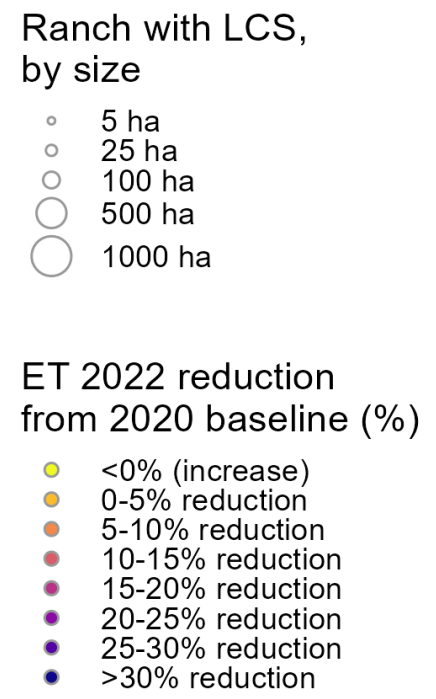 Ranch with LCS,
by size
5 ha
25 ha
100 ha
500 ha
1000 ha
ET 2022 reduction
from 2020 baseline (%)
<0% (increase)
0-5% reduction
5-10% reduction
10-15% reduction
15-20% reduction
20-25% reduction
25-30% reduction
>30% reduction